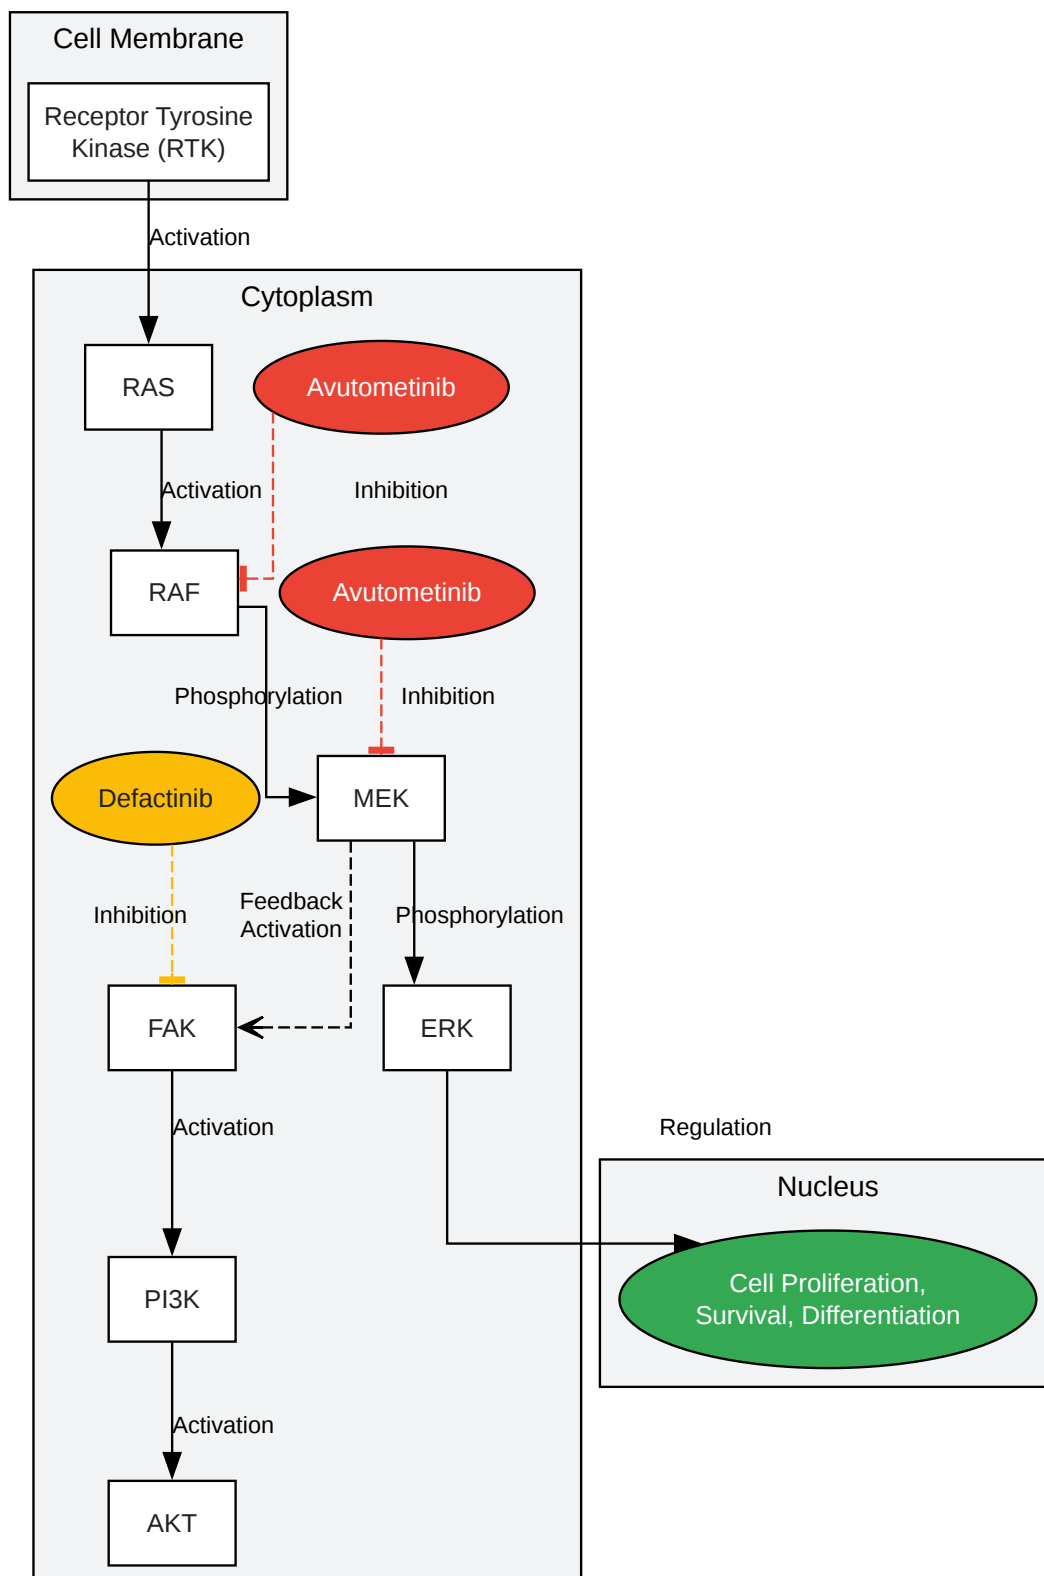 Cell Membrane
Receptor Tyrosine
Kinase (RTK)
Activation
Cytoplasm
RAS
Avutometinib
Activation
Inhibition
RAF
Avutometinib
Phosphorylation
Inhibition
Defactinib
MEK
Inhibition
Feedback
Activation
Phosphorylation
FAK
ERK
Activation
Regulation
Nucleus
PI3K
Cell Proliferation,
Survival, Differentiation
Activation
AKT